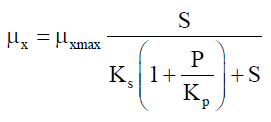 μx = μxmax S / (Ks (1 + P / Kp) + S)